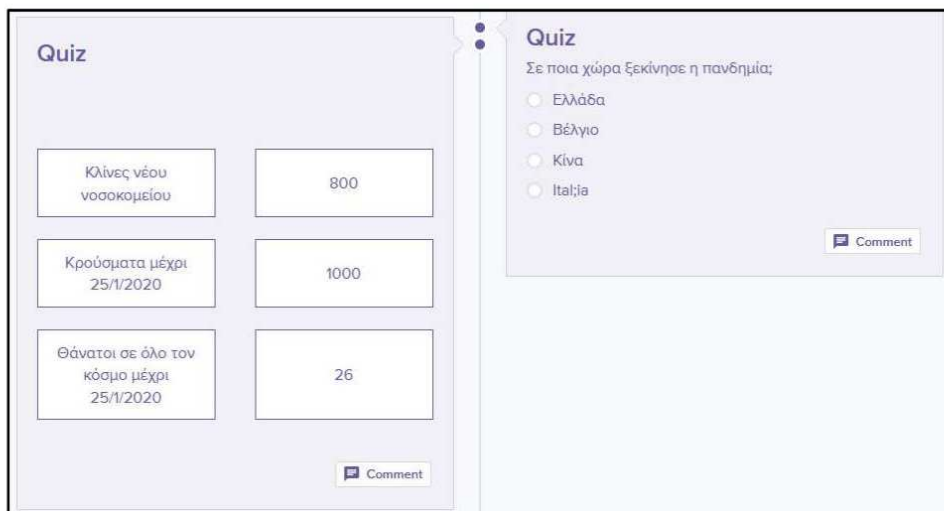 Quiz
Κλίνες νέου
νοσοκομείου
800
Κρούσματα μέχρι
25/1/2020
1000
Θάνατοι σε όλο τον
κόσμο μέχρι
25/1/2020
26
Comment
Quiz
Σε ποια χώρα ξεκίνησε η πανδημία;
Ελλάδα
Βέλγιο
Κίνα
Ital;ia
Comment